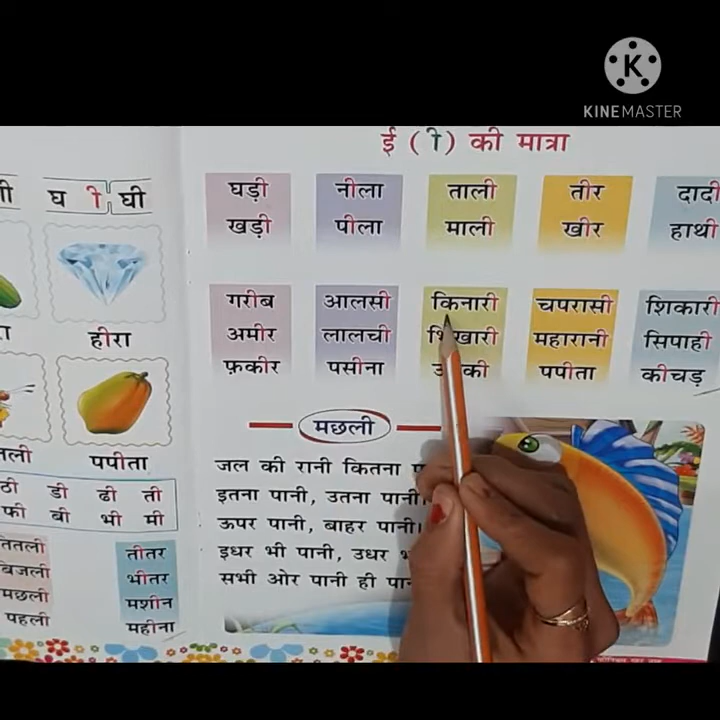 K
KINEMASTER
ई ( ी ) की मात्रा
घ ी घी
हीरा
पपीता
ठी डी ढी ती
फी बी भी मी
तितली तीतर
बिजली भीतर
मछली मशीन
पहली महीना
घड़ी नीला ताली तीर दादी
खड़ी पीला माली खीर हाथी
गरीब आलसी किनारी चपरासी शिकारी
अमीर लालची भिखारी महारानी सिपाही
फ़कीर पसीना पपीता कीचड़
मछली
जल की रानी कितना
इतना पानी, उतना पानी।
ऊपर पानी, बाहर पानी।
इधर भी पानी, उधर
सभी ओर पानी ही